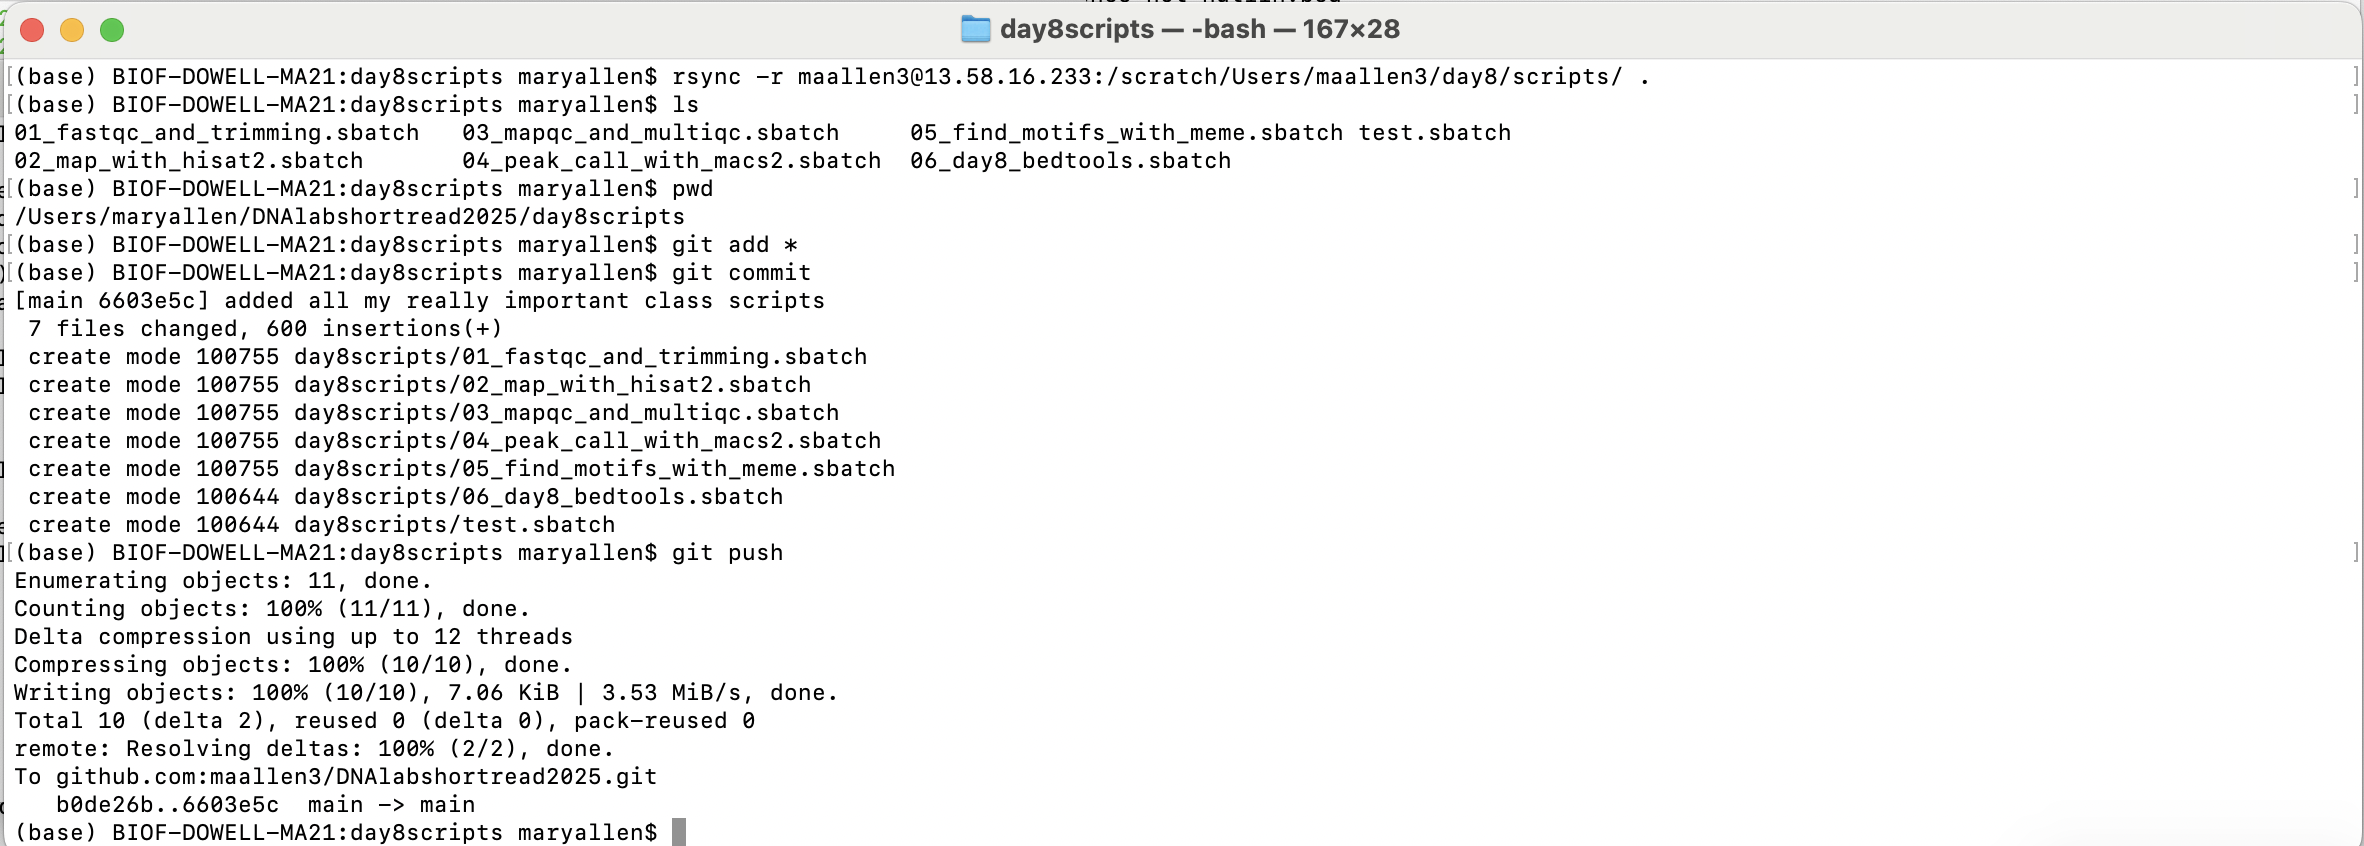 day8scripts — -bash — 167×28
(base) BIOF-DOWELL-MA21:day8scripts maryallen$ rsync -r maallen3@13.58.16.233:/scratch/Users/maallen3/day8/scripts/ .
(base) BIOF-DOWELL-MA21:day8scripts maryallen$ ls
01_fastqc_and_trimming.sbatch   03_mapqc_and_multiqc.sbatch     05_find_motifs_with_meme.sbatch test.sbatch
02_map_with_hisat2.sbatch       04_peak_call_with_macs2.sbatch  06_day8_bedtools.sbatch
(base) BIOF-DOWELL-MA21:day8scripts maryallen$ pwd
/Users/maryallen/DNAlabshortread2025/day8scripts
(base) BIOF-DOWELL-MA21:day8scripts maryallen$ git add *
(base) BIOF-DOWELL-MA21:day8scripts maryallen$ git commit
[main 6603e5c] added all my really important class scripts
 7 files changed, 600 insertions(+)
 create mode 100755 day8scripts/01_fastqc_and_trimming.sbatch
 create mode 100755 day8scripts/02_map_with_hisat2.sbatch
 create mode 100755 day8scripts/03_mapqc_and_multiqc.sbatch
 create mode 100755 day8scripts/04_peak_call_with_macs2.sbatch
 create mode 100755 day8scripts/05_find_motifs_with_meme.sbatch
 create mode 100644 day8scripts/06_day8_bedtools.sbatch
 create mode 100644 day8scripts/test.sbatch
(base) BIOF-DOWELL-MA21:day8scripts maryallen$ git push
Enumerating objects: 11, done.
Counting objects: 100% (11/11), done.
Delta compression using up to 12 threads
Compressing objects: 100% (10/10), done.
Writing objects: 100% (10/10), 7.06 KiB | 3.53 MiB/s, done.
Total 10 (delta 2), reused 0 (delta 0), pack-reused 0
remote: Resolving deltas: 100% (2/2), done.
To github.com:maallen3/DNAlabshortread2025.git
   b0de26b..6603e5c  main -> main
(base) BIOF-DOWELL-MA21:day8scripts maryallen$